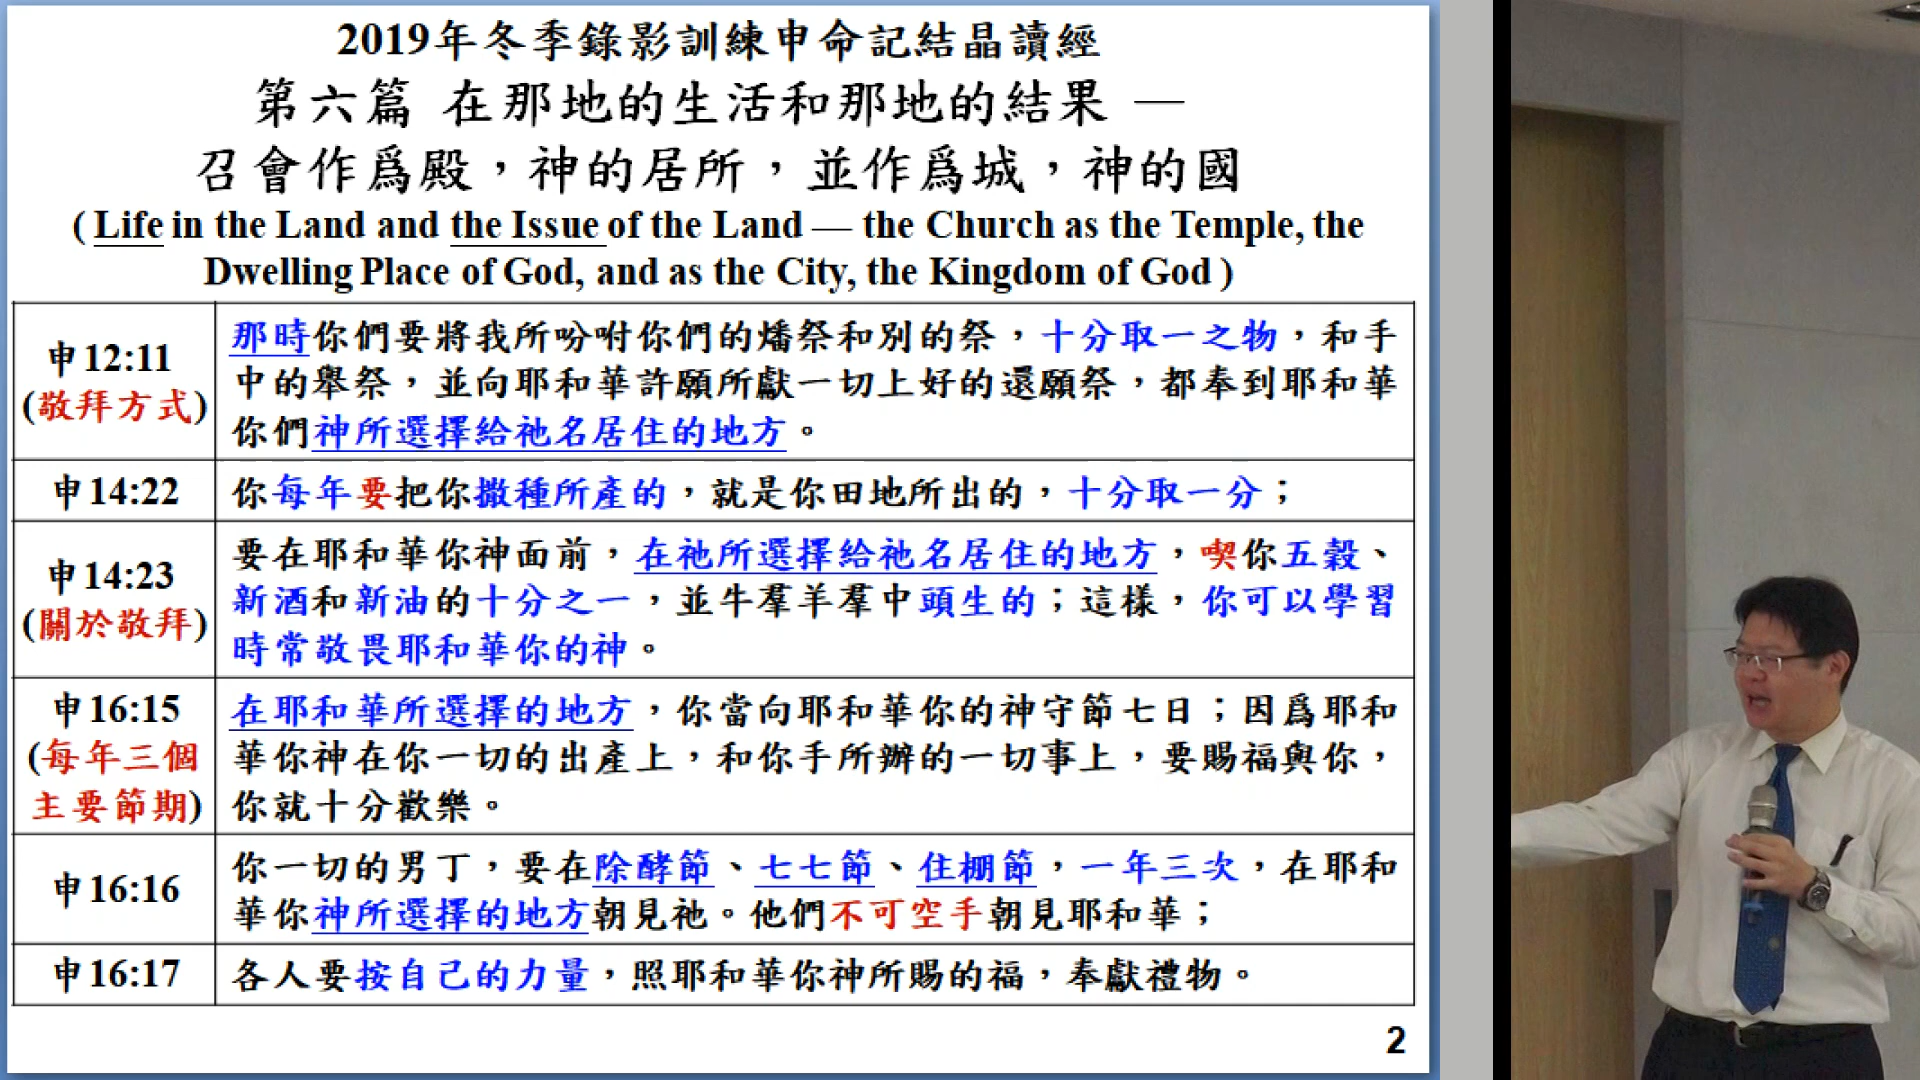 2019年冬季錄影訓練申命記結晶讀經
第六篇 在那地的生活和那地的結果 —
召會作爲殿，神的居所，並作爲城，神的國
( Life in the Land and the Issue of the Land — the Church as the Temple, the
Dwelling Place of God, and as the City, the Kingdom of God )
申12:11
(敬拜方式)
那時你們要將我所吩咐你們的燔祭和別的祭，十分取一之物，和手
中的舉祭，並向耶和華許願所獻一切上好的還願祭，都奉到耶和華
你們神所選擇給祂名居住的地方。
申14:22
你每年要把你撒種所產的，就是你田地所出的，十分取一分；
申14:23
(關於敬拜)
要在耶和華你神面前，在祂所選擇給祂名居住的地方，喫你五穀、
新酒和新油的十分之一，並牛羣羊羣中頭生的；這樣，你可以學習
時常敬畏耶和華你的神。
申16:15
(每年三個
主要節期)
在耶和華所選擇的地方，你當向耶和華你的神守節七日；因爲耶和
華你神在你一切的出產上，和你手所辦的一切事上，要賜福與你，
你就十分歡樂。
申16:16
你一切的男丁，要在除酵節、七七節、住棚節，一年三次，在耶和
華你神所選擇的地方朝見祂。他們不可空手朝見耶和華；
申16:17
各人要按自己的力量，照耶和華你神所賜的福，奉獻禮物。
2